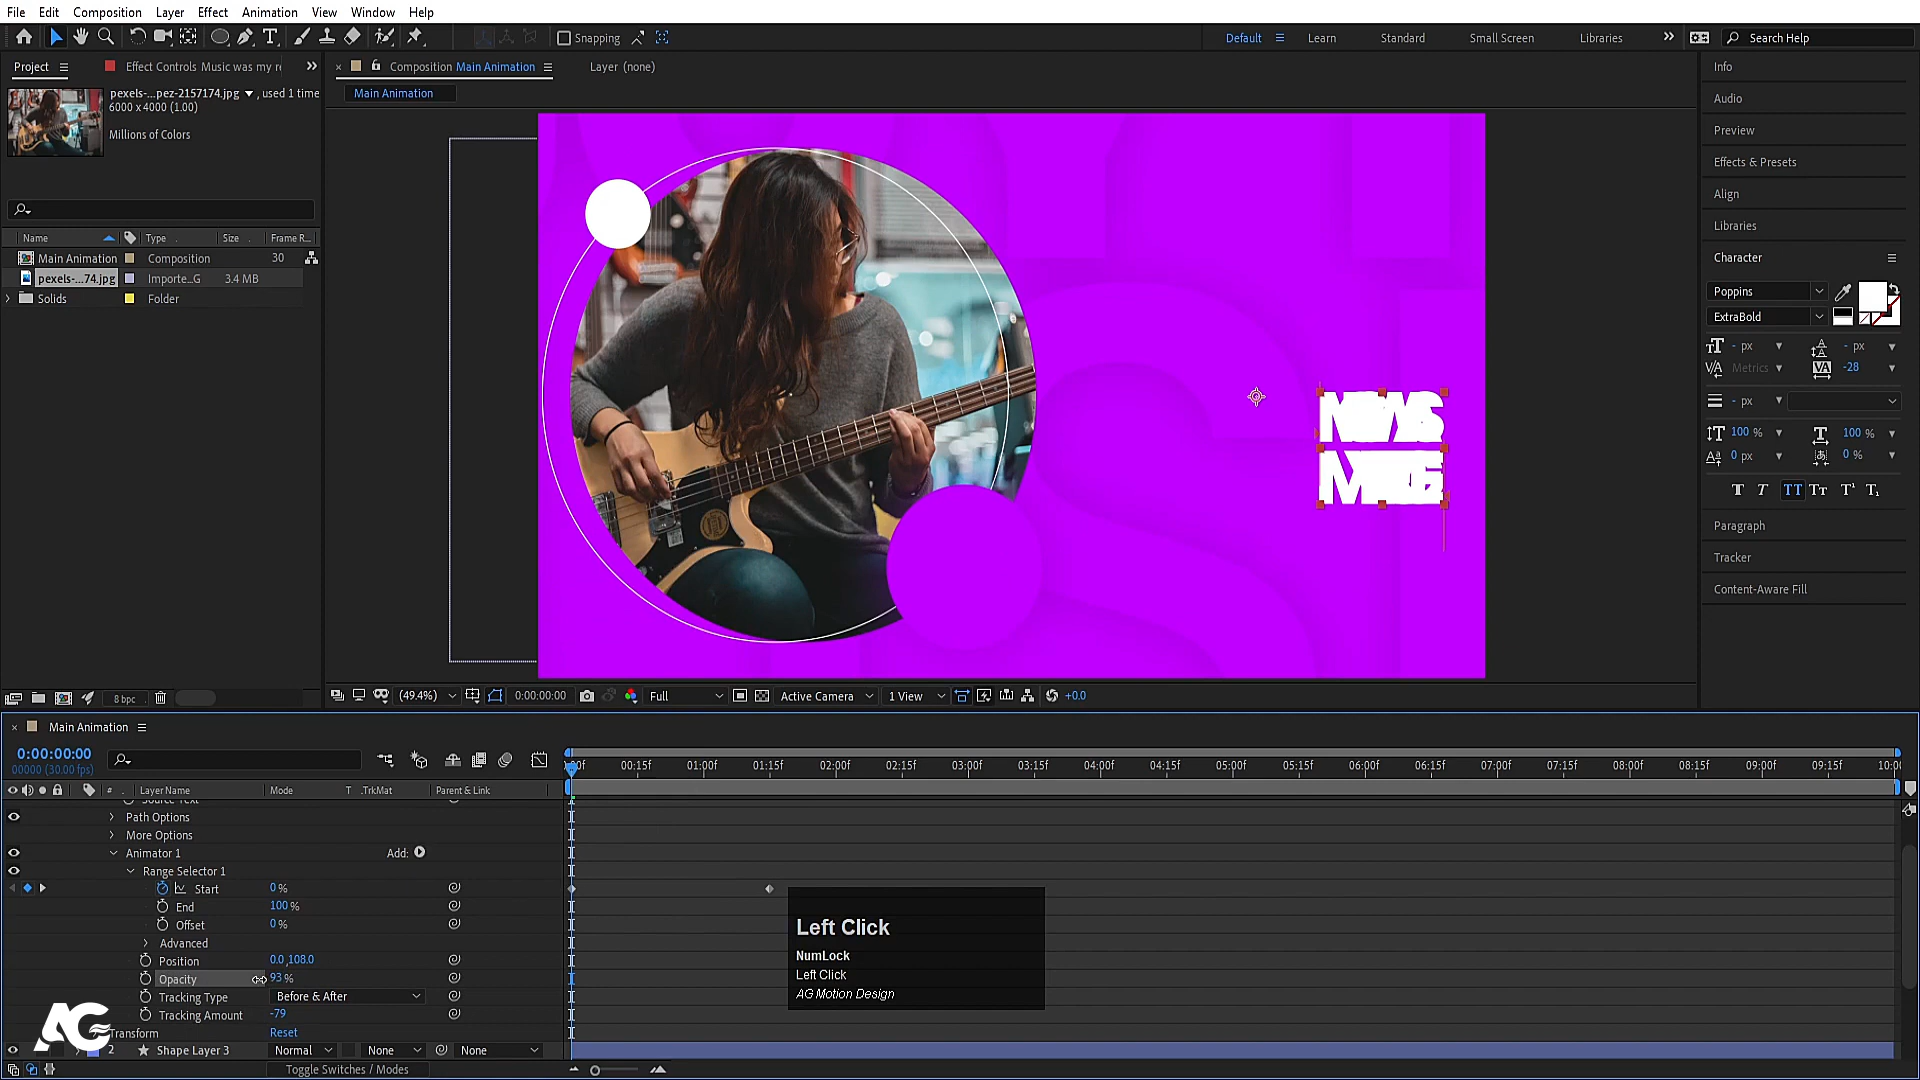 File Edit Composition Layer Effect Animation View Window Help
Snapping
Default Learn Standard Small Screen Libraries Search Help
Project Effect Controls Music was my r
Composition Main Animation Layer (none)
Main Animation
pexels-...pez-2157174.jpg , used 1 time
6000 x 4000 (1.00)
Millions of Colors
Name Type Size Frame R...
Main Animation Composition 30
pexels-...74.jpg Importe...G 3.4 MB
Solids Folder
8 bpc
(49.4%) 0:00:00:00 Full Active Camera 1 View +0.0
Info
Audio
Preview
Effects & Presets
Align
Libraries
Character
Poppins
ExtraBold
- px - px
Metrics -28
- px
100 % 100 %
0 px 0 %
T T TT Tt T¹ T₁
Paragraph
Tracker
Content-Aware Fill
Main Animation
0:00:00:00
00000 (30.00 fps)
00f 00:15f 01:00f 01:15f 02:00f 02:15f 03:00f 03:15f 04:00f 04:15f 05:00f 05:15f 06:00f 06:15f 07:00f 07:15f 08:00f 08:15f 09:00f 09:15f 10:0
# Layer Name Mode T .TrkMat Parent & Link
Source Text
Path Options
More Options
Animator 1 Add:
Range Selector 1
Start 0 %
End 100 %
Offset 0 %
Advanced
Position 0.0,108.0
Opacity 93 %
Tracking Type Before & After
Tracking Amount -79
Transform Reset
2 Shape Layer 3 Normal None None
Toggle Switches / Modes
Left Click
NumLock
Left Click
AG Motion Design
AG